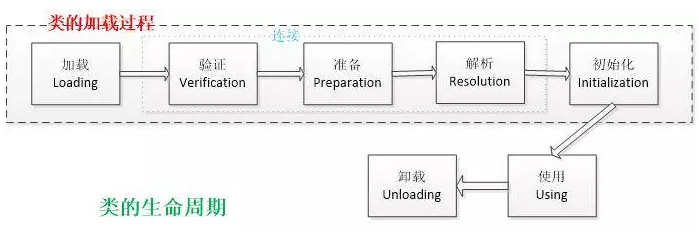 类的加载过程
连接
加载
Loading
验证
Verification
准备
Preparation
解析
Resolution
初始化
Initialization
卸载
Unloading
使用
Using
类的生命周期